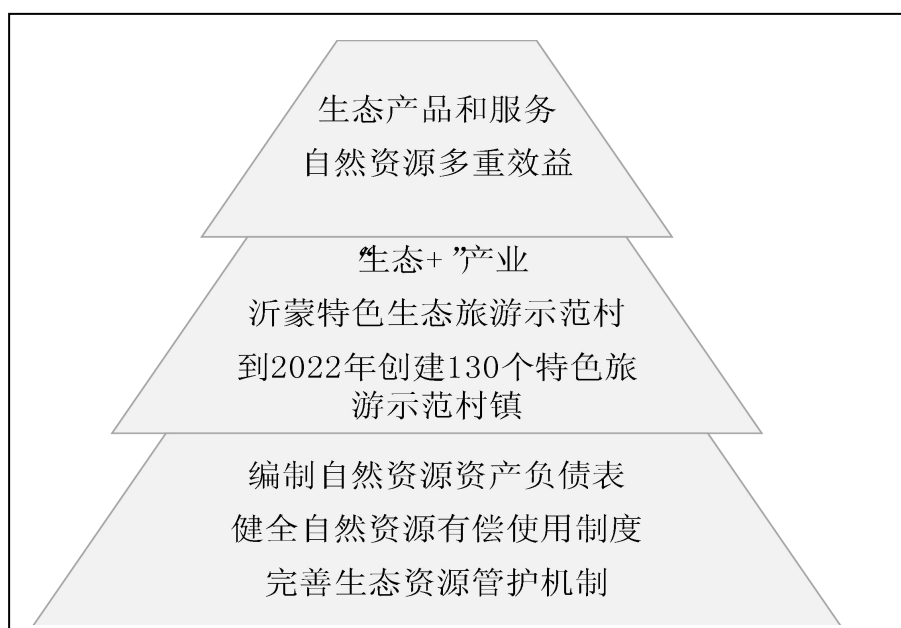 生态产品和服务
自然资源多重效益
“生态+”产业
沂蒙特色生态旅游示范村
到2022年创建130个特色旅
游示范村镇
编制自然资源资产负债表
健全自然资源有偿使用制度
完善生态资源管护机制